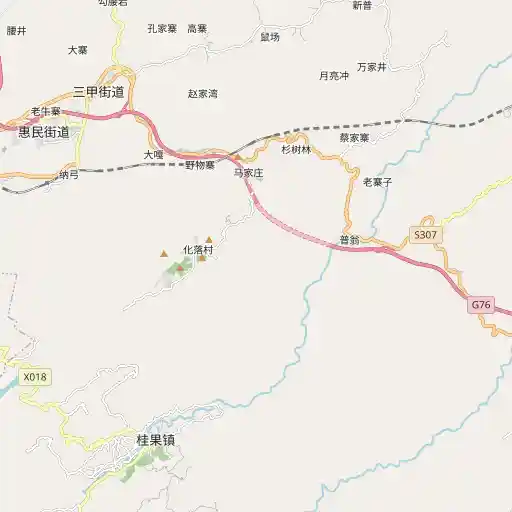 勾腰岩
新普
腰井
孔家寨
高寨
鼠场
大寨
万家井
月亮冲
三甲街道
赵家湾
老牛寨
惠民街道
蔡家寨
杉树林
大嘎
野物寨
马家庄
纳弓
老寨子
S307
普翁
化落村
G76
X018
桂果镇